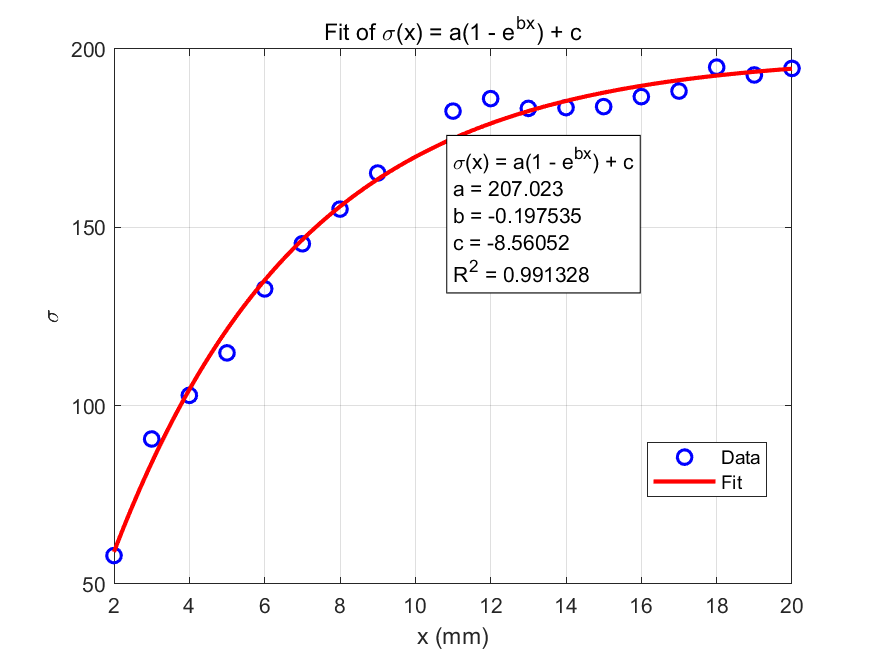 Fit of σ(x) = a(1 - e^bx) + c
200
150
100
50
σ
σ(x) = a(1 - e^bx) + c
a = 207.023
b = -0.197535
c = -8.56052
R^2 = 0.991328
Data
Fit
2 4 6 8 10 12 14 16 18 20
x (mm)